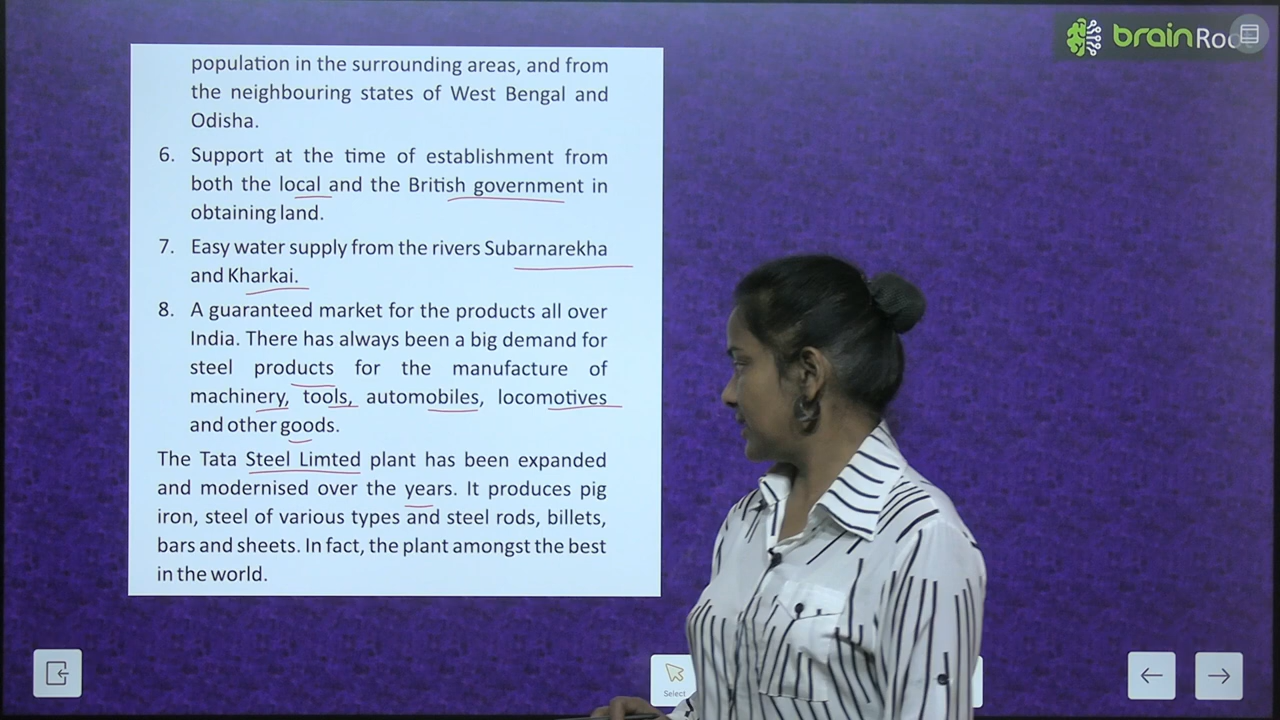 brainRoot
population in the surrounding areas, and from
the neighbouring states of West Bengal and
Odisha.
6. Support at the time of establishment from
both the local and the British government in
obtaining land.
7. Easy water supply from the rivers Subarnarekha
and Kharkai.
8. A guaranteed market for the products all over
India. There has always been a big demand for
steel products for the manufacture of
machinery, tools, automobiles, locomotives
and other goods.
The Tata Steel Limted plant has been expanded
and modernised over the years. It produces pig
iron, steel of various types and steel rods, billets,
bars and sheets. In fact, the plant amongst the best
in the world.
Select